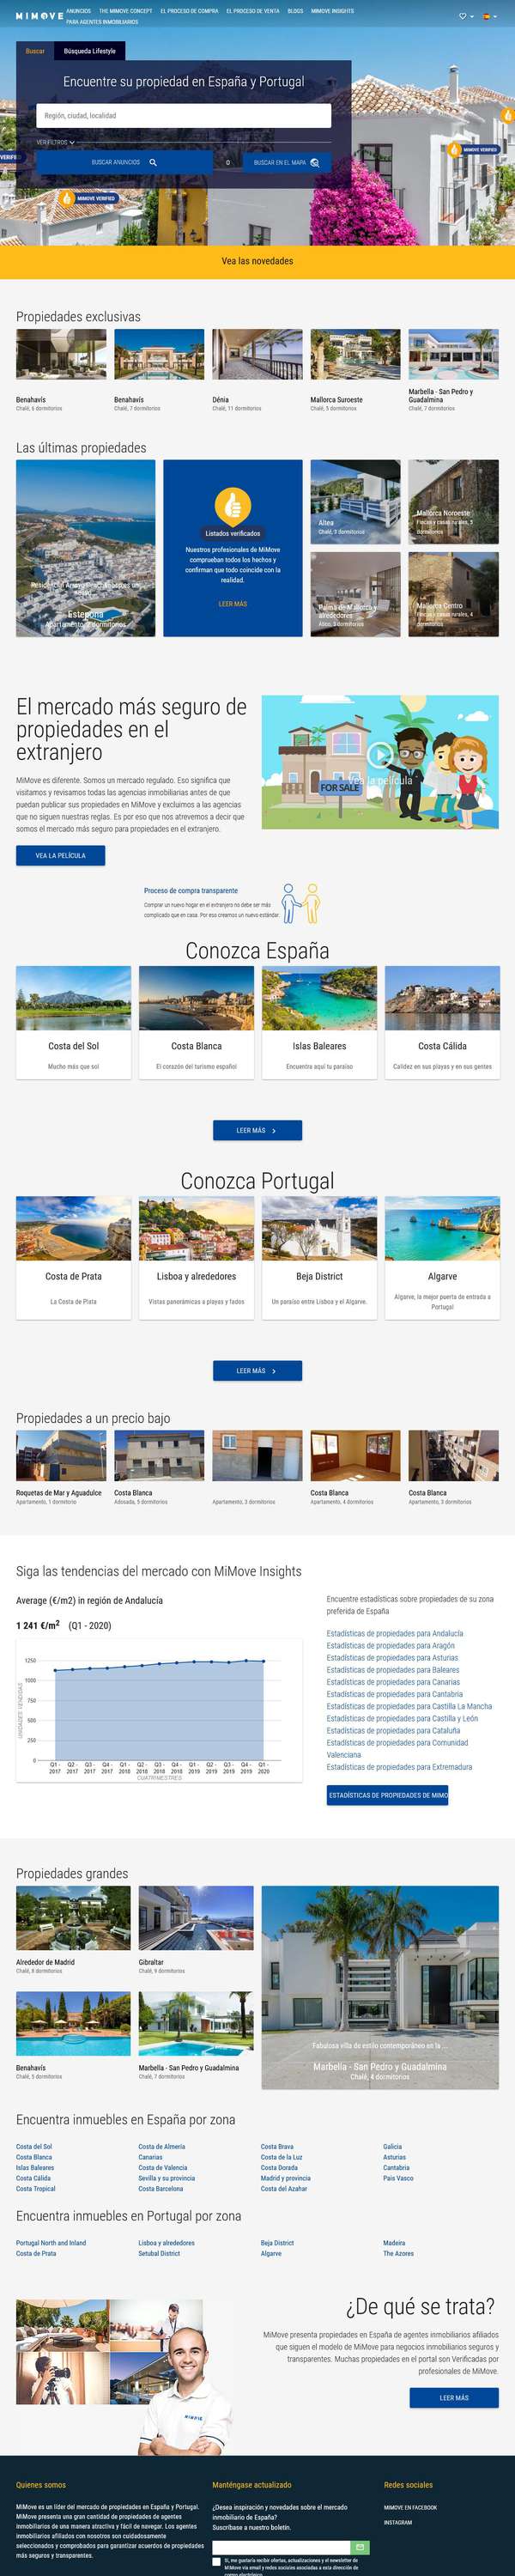 MIMOVE
ANUNCIOS THE MIMOVE CONCEPT EL PROCESO DE COMPRA EL PROCESO DE VENTA BLOGS MIMOVE INSIGHTS
PARA AGENTES INMOBILIARIOS
Buscar Búsqueda Lifestyle
Encuentre su propiedad en España y Portugal
Región, ciudad, localidad
VER FILTROS
BUSCAR ANUNCIOS
O
BUSCAR EN EL MAPA
MIMOVE VERIFIED
MIMOVE VERIFIED
Vea las novedades
Propiedades exclusivas
Benahavís
Chalé, 6 dormitorios
Benahavís
Chalé, 7 dormitorios
Dénia
Chalé, 11 dormitorios
Mallorca Suroeste
Chalé, 5 dormitorios
Marbella - San Pedro y
Guadalmina
Chalé, 7 dormitorios
Las últimas propiedades
Estepona
Apartamento, 2 dormitorios
Listados verificados
Nuestros profesionales de MiMove
comprueban todos los hechos y
confirman que todo coincide con la
realidad.
LEER MÁS
Altea
Chalé, 3 dormitorios
Palma de Mallorca y
alrededores
Ático, 3 dormitorios
Mallorca Noroeste
Fincas y casas rurales, 5
dormitorios
Mallorca Centro
Fincas y casas rurales, 4
dormitorios
El mercado más seguro de
propiedades en el
extranjero
MiMove es diferente. Somos un mercado regulado. Eso significa que
visitamos y revisamos todas las agencias inmobiliarias antes de que
puedan publicar sus propiedades en MiMove y excluimos a las agencias
que no siguen nuestras reglas. Es por eso que nos atrevemos a decir que
somos el mercado más seguro para propiedades en el extranjero.
VEA LA PELÍCULA
Vea la película
FOR SALE
Proceso de compra transparente
Comprar un nuevo hogar en el extranjero no debe ser más
complicado que en casa. Por eso creamos un nuevo estándar.
Conozca España
Costa del Sol
Mucho más que sol
Costa Blanca
El corazón del turismo español
Islas Baleares
Encuentra aquí tu paraíso
Costa Cálida
Calidez en sus playas y en sus gentes
LEER MÁS
Conozca Portugal
Costa de Prata
La Costa de Plata
Lisboa y alrededores
Vistas panorámicas a playas y fados
Beja District
Un paraíso entre Lisboa y el Algarve.
Algarve
Algarve, la mejor puerta de entrada a
Portugal
LEER MÁS
Propiedades a un precio bajo
Roquetas de Mar y Aguadulce
Apartamento, 1 dormitorio
Costa Blanca
Adosada, 5 dormitorios
Apartamento, 3 dormitorios
Costa Blanca
Apartamento, 4 dormitorios
Costa Blanca
Apartamento, 3 dormitorios
Siga las tendencias del mercado con MiMove Insights
Average (€/m2) in región de Andalucía
1 241 €/m2 (Q1 - 2020)
UNIDADES VENDIDAS
1250
1000
750
500
250
0
Q1 - Q2 - Q3 - Q4 - Q1 - Q2 - Q3 - Q4 - Q1 - Q2 - Q3 - Q4 - Q1 -
2017 2017 2017 2017 2018 2018 2018 2018 2019 2019 2019 2019 2020
CUATRIMESTRES
Encuentre estadísticas sobre propiedades de su zona
preferida de España
Estadísticas de propiedades para Andalucía
Estadísticas de propiedades para Aragón
Estadísticas de propiedades para Asturias
Estadísticas de propiedades para Baleares
Estadísticas de propiedades para Canarias
Estadísticas de propiedades para Cantabria
Estadísticas de propiedades para Castilla La Mancha
Estadísticas de propiedades para Castilla y León
Estadísticas de propiedades para Cataluña
Estadísticas de propiedades para Comunidad
Valenciana
Estadísticas de propiedades para Extremadura
ESTADÍSTICAS DE PROPIEDADES DE MIMO
Propiedades grandes
Alrededor de Madrid
Chalé, 8 dormitorios
Gibraltar
Chalé, 9 dormitorios
Benahavís
Chalé, 5 dormitorios
Marbella - San Pedro y Guadalmina
Chalé, 7 dormitorios
Fabulosa villa de estilo contemporáneo en la ...
Marbella - San Pedro y Guadalmina
Chalé, 4 dormitorios
Encuentra inmuebles en España por zona
Costa del Sol Costa de Almería Costa Brava Galicia
Costa Blanca Canarias Costa de la Luz Asturias
Islas Baleares Costa de Valencia Costa Dorada Cantabria
Costa Cálida Sevilla y su provincia Madrid y provincia Pais Vasco
Costa Tropical Costa Barcelona Costa del Azahar
Encuentra inmuebles en Portugal por zona
Portugal North and Inland Lisboa y alrededores Beja District Madeira
Costa de Prata Setubal District Algarve The Azores
¿De qué se trata?
MiMove presenta propiedades en España de agentes inmobiliarios afiliados
que siguen el modelo de MiMove para negocios inmobiliarios seguros y
transparentes. Muchas propiedades en el portal son Verificadas por
profesionales de MiMove.
LEER MÁS
Quienes somos
MiMove es un líder del mercado de propiedades en España y Portugal.
MiMove presenta una gran cantidad de propiedades de agentes
inmobiliarios de una manera atractiva y fácil de navegar. Los agentes
inmobiliarios afiliados con nosotros son cuidadosamente
seleccionados y comprobados para garantizar acuerdos de propiedades
más seguros y transparentes.
Manténgase actualizado
¿Desea inspiración y novedades sobre el mercado
inmobiliario de España?
Suscríbase a nuestro boletín.
Sí, me gustaría recibir ofertas, actualizaciones y el newsletter de
MiMove vía email y redes sociales asociadas a esta dirección de
correo electrónico
Redes sociales
MIMOVE EN FACEBOOK
INSTAGRAM